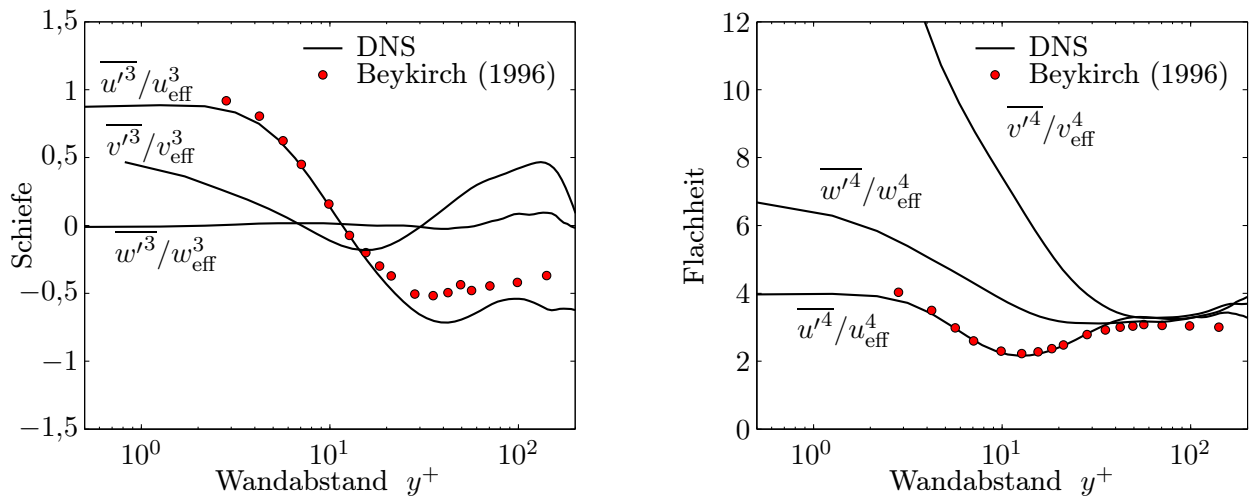 1,5
1
0,5
0
−0,5
−1
−1,5
Schiefe
DNS
Beykirch (1996)
u′³/u³eff
v′³/v³eff
w′³/w³eff
10⁰
10¹
10²
Wandabstand y⁺
12
10
8
6
4
2
0
Flachheit
DNS
Beykirch (1996)
v′⁴/v⁴eff
w′⁴/w⁴eff
u′⁴/u⁴eff
10⁰
10¹
10²
Wandabstand y⁺